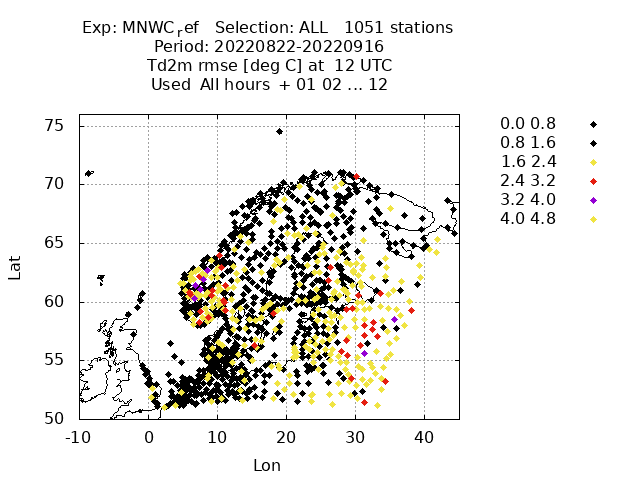 Exp: MNWC_ref   Selection: ALL   1051 stations
Period: 20220822-20220916
Td2m rmse [deg C] at  12 UTC
Used  All hours  + 01 02 ... 12
0.0 0.8
0.8 1.6
1.6 2.4
2.4 3.2
3.2 4.0
4.0 4.8
75
70
65
60
55
50
Lat
-10 0 10 20 30 40
Lon